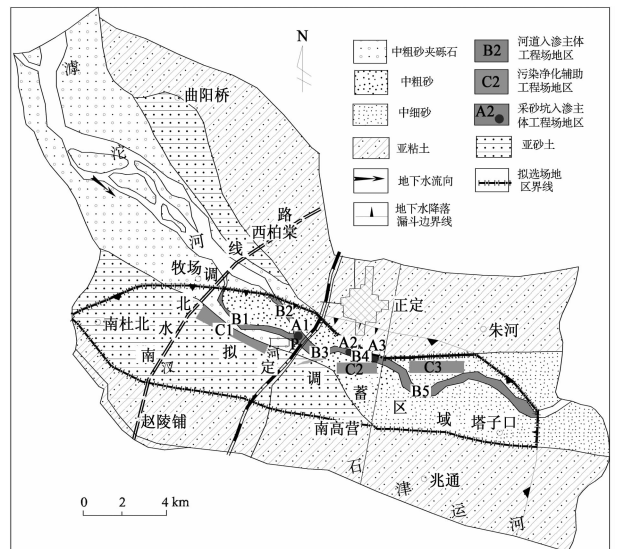 N
中粗砂夹砾石
中粗砂
中细砂
亚粘土
地下水流向
地下水降落
漏斗边界线
B2
河道入渗主体
工程场地区
C2
污染净化辅助
工程场地区
A2
采砂坑入渗主
体工程场地区
亚砂土
拟选场地
区界线
滹
沱
河
曲阳桥
西柏棠
路
线
调
北
水
南
牧场
正定
朱河
南杜北
B1
B2
A1
C1
B3
A2
B4
A3
C2
C3
B5
拟
定
调
蓄
区
域
塔子口
赵陵铺
南高营
兆通
石
津
运
河
0 2 4 km